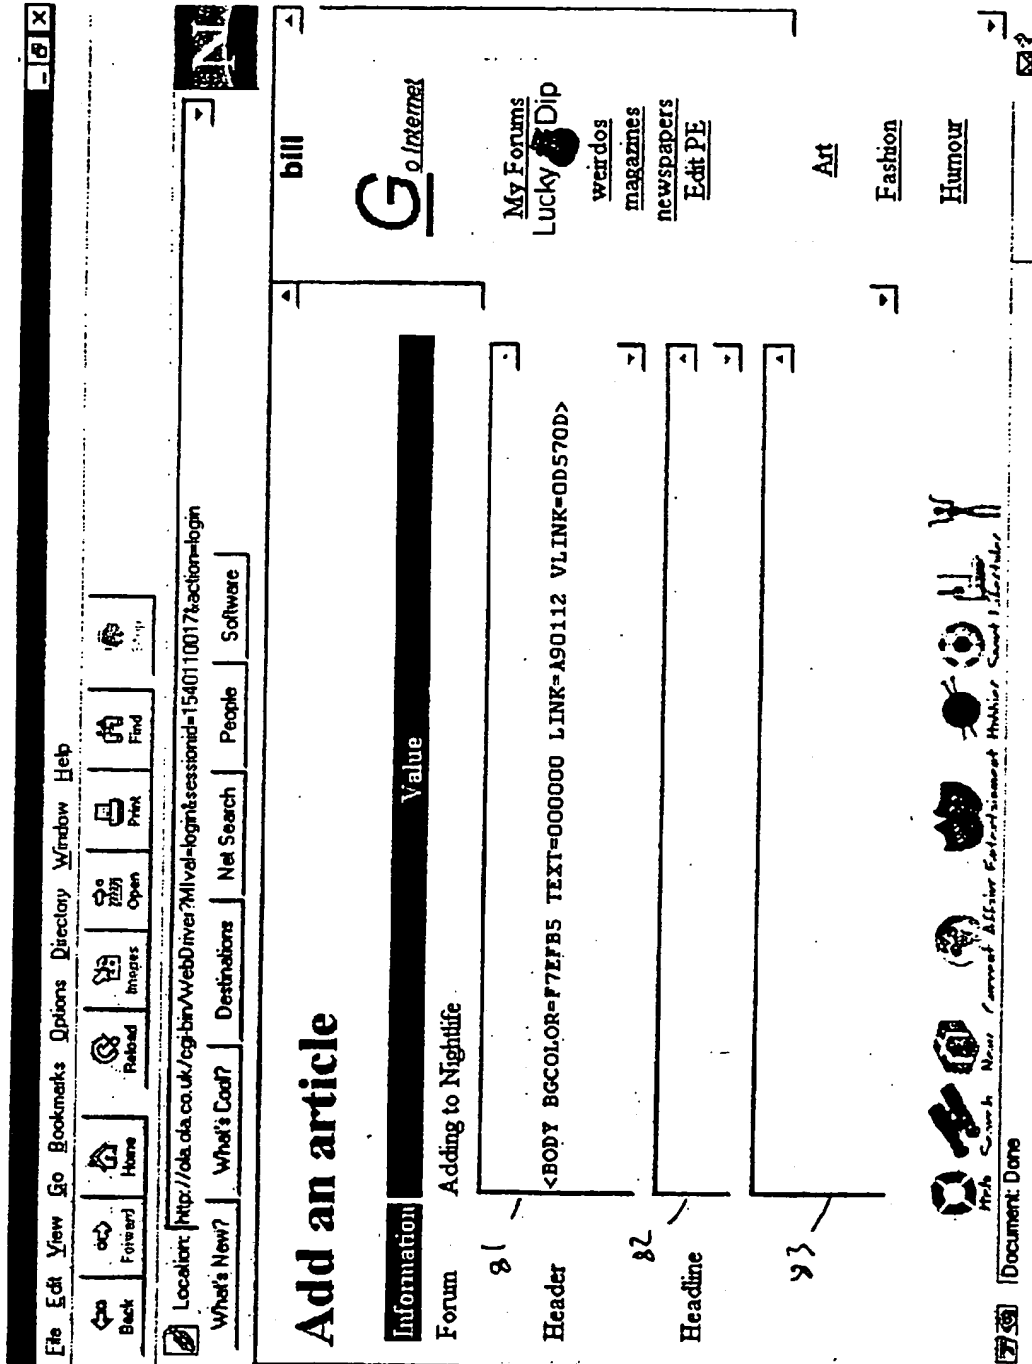 File Edit View Go Bookmarks Options Directory Window Help
Back Forward Home Reload Images Open Print Find Stop
Location: http://ola.ola.co.uk/cgi-bin/WebDriver?MIval=login&sessionid=1540110017&action=login
What's New? What's Cool? Destinations Net Search People Software
N
Add an article
Information Value
Forum Adding to Nightlife
81
Header <BODY BGCOLOR=F7EFB5 TEXT=000000 LINK=A90112 VLINK=0D570D>
82
Headline
93
bill
Go Internet
My Forums
Lucky Dip
weirdos
magazines
newspapers
Edit PE
Art
Fashion
Humour
Help Search News Current Affairs Entertainment Hobbies Sport Lifestyles
Document: Done